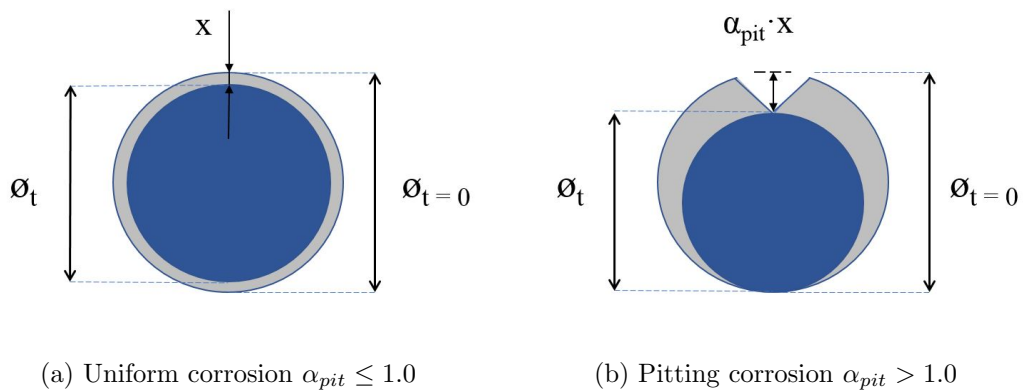 x
α_pit·x
ø_t
ø_t = 0
ø_t
ø_t = 0
(a) Uniform corrosion α_pit ≤ 1.0
(b) Pitting corrosion α_pit > 1.0